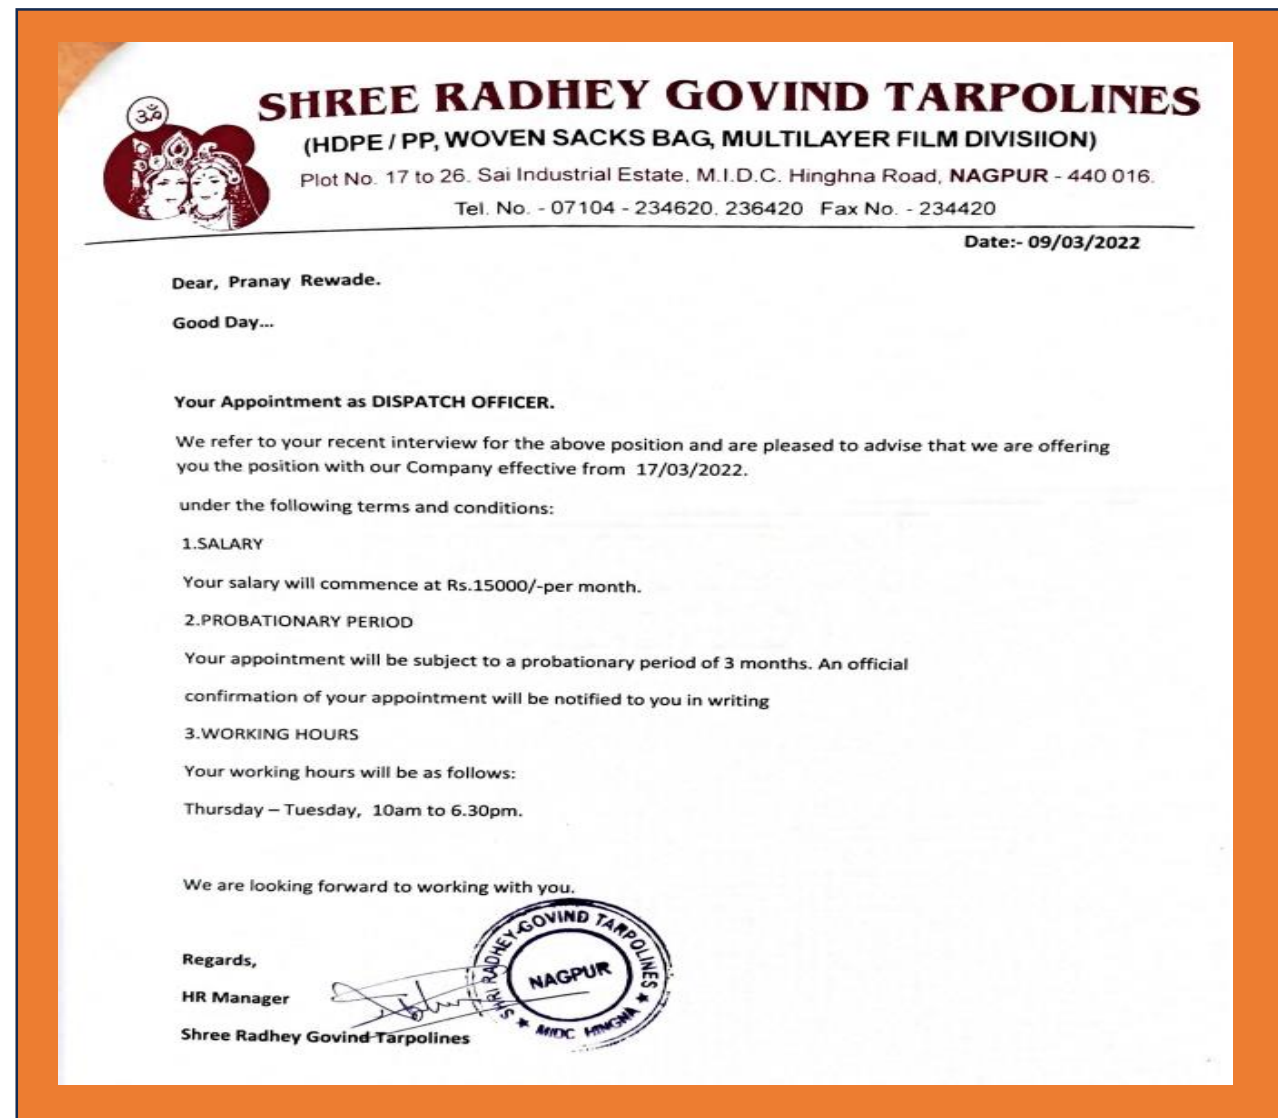 ॐ
SHREE RADHEY GOVIND TARPOLINES
(HDPE / PP, WOVEN SACKS BAG, MULTILAYER FILM DIVISIION)
Plot No. 17 to 26. Sai Industrial Estate, M.I.D.C. Hinghna Road, NAGPUR - 440 016.
Tel. No. - 07104 - 234620, 236420 Fax No. - 234420
Date:- 09/03/2022
Dear, Pranay Rewade.
Good Day...
Your Appointment as DISPATCH OFFICER.
We refer to your recent interview for the above position and are pleased to advise that we are offering
you the position with our Company effective from 17/03/2022.
under the following terms and conditions:
1.SALARY
Your salary will commence at Rs.15000/-per month.
2.PROBATIONARY PERIOD
Your appointment will be subject to a probationary period of 3 months. An official
confirmation of your appointment will be notified to you in writing
3.WORKING HOURS
Your working hours will be as follows:
Thursday – Tuesday, 10am to 6.30pm.
We are looking forward to working with you.
Regards,
HR Manager
Shree Radhey Govind Tarpolines
SHRI RADHEY-GOVIND TARPOLINES
NAGPUR
★ MIDC HINGNA ★